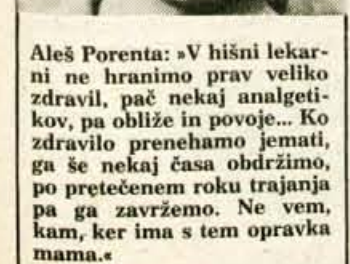 Aleš Porenta: »V hišni lekar-
ni ne hranimo prav veliko
zdravil, pač nekaj analgeti-
kov, pa obliže in povoje... Ko
zdravilo prenehamo jemati,
ga še nekaj časa obdržimo,
po pretečenem roku trajanja
pa ga zavržemo. Ne vem,
kam, ker ima s tem opravka
mama.«